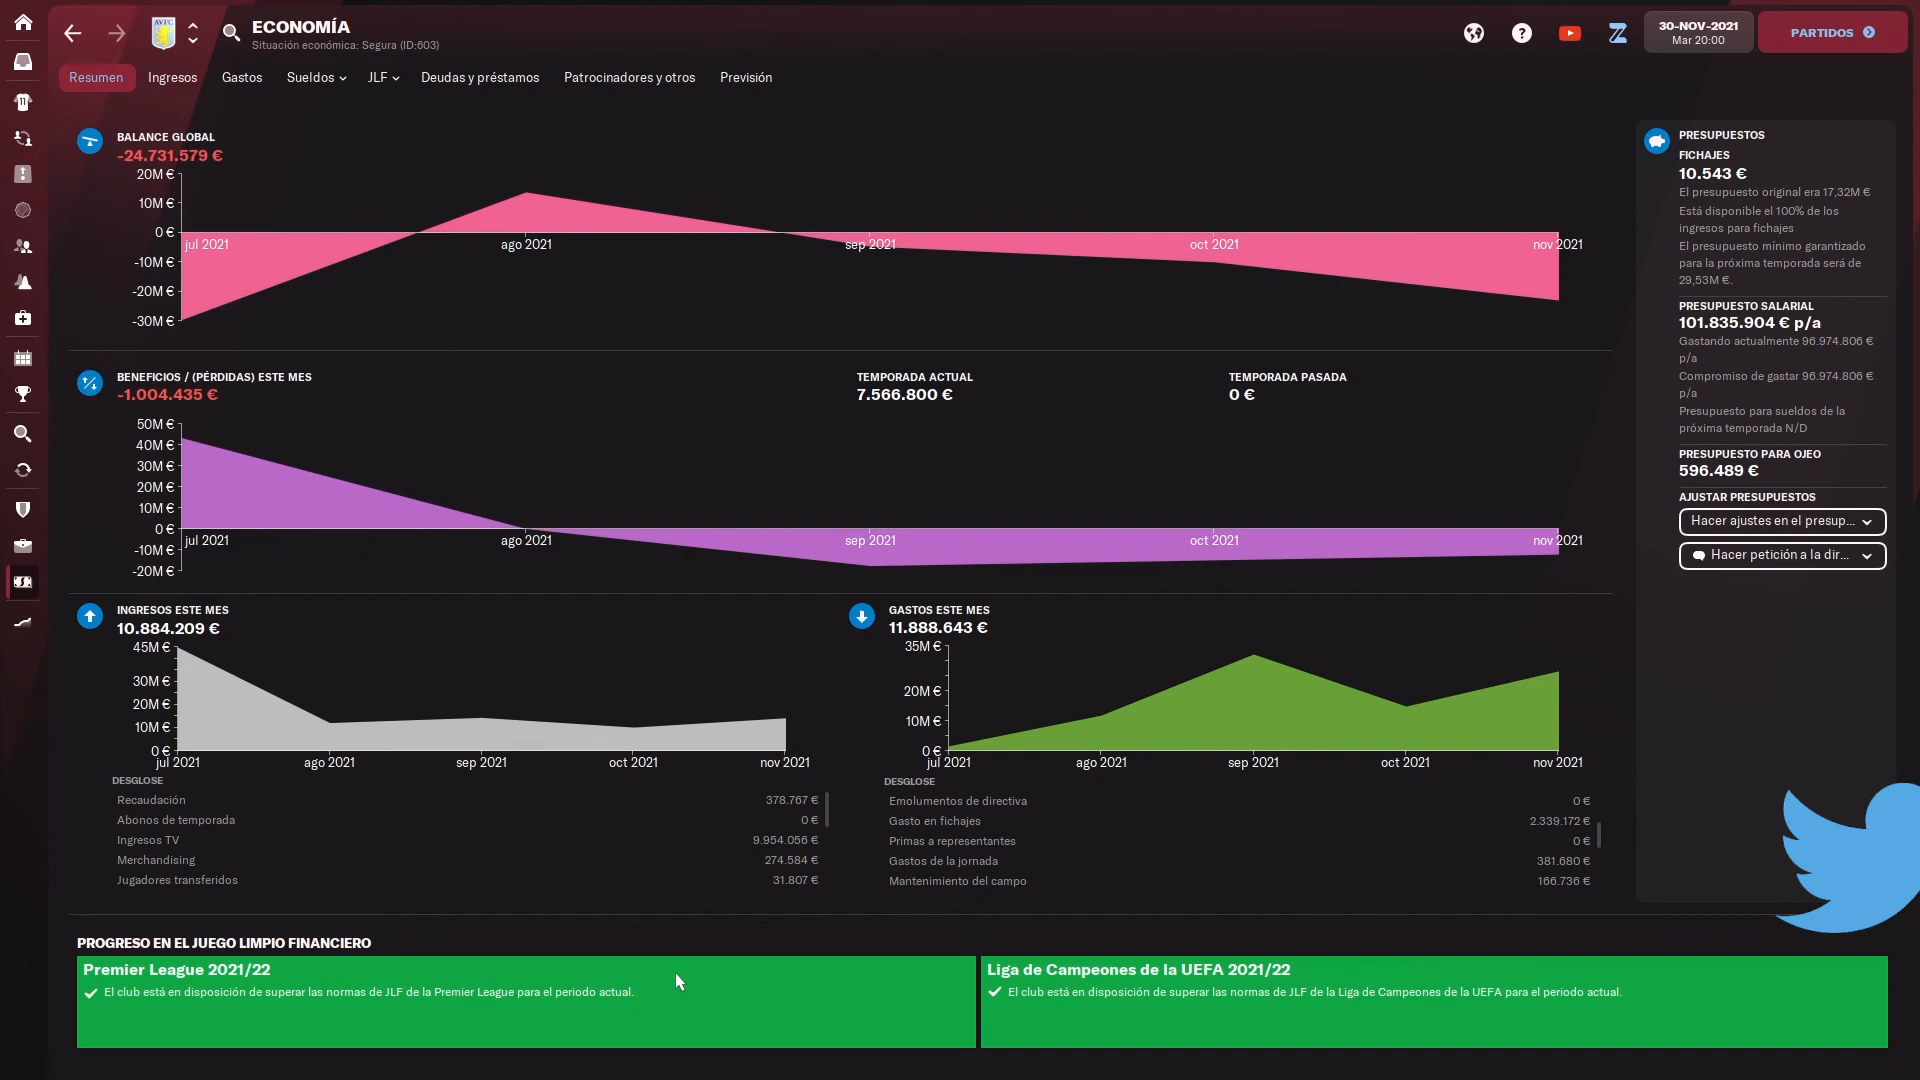 AVFC
ECONOMÍA
Situación económica: Segura (ID:603)
30-NOV-2021
Mar 20:00
PARTIDOS
Resumen
Ingresos
Gastos
Sueldos
JLF
Deudas y préstamos
Patrocinadores y otros
Previsión
BALANCE GLOBAL
-24.731.579 €
20M €
10M €
0 €
-10M €
-20M €
-30M €
jul 2021
ago 2021
sep 2021
oct 2021
nov 2021
BENEFICIOS / (PÉRDIDAS) ESTE MES
-1.004.435 €
TEMPORADA ACTUAL
7.566.800 €
TEMPORADA PASADA
0 €
50M €
40M €
30M €
20M €
10M €
0 €
-10M €
-20M €
jul 2021
ago 2021
sep 2021
oct 2021
nov 2021
INGRESOS ESTE MES
10.884.209 €
45M €
30M €
20M €
10M €
0 €
jul 2021
ago 2021
sep 2021
oct 2021
nov 2021
DESGLOSE
Recaudación 378.767 €
Abonos de temporada 0 €
Ingresos TV 9.954.056 €
Merchandising 274.584 €
Jugadores transferidos 31.807 €
GASTOS ESTE MES
11.888.643 €
35M €
20M €
10M €
0 €
jul 2021
ago 2021
sep 2021
oct 2021
nov 2021
DESGLOSE
Emolumentos de directiva 0 €
Gasto en fichajes 2.339.172 €
Primas a representantes 0 €
Gastos de la jornada 381.680 €
Mantenimiento del campo 166.736 €
PRESUPUESTOS
FICHAJES
10.543 €
El presupuesto original era 17,32M €
Está disponible el 100% de los
ingresos para fichajes
El presupuesto mínimo garantizado
para la próxima temporada será de
29,53M €.
PRESUPUESTO SALARIAL
101.835.904 € p/a
Gastando actualmente 96.974.806 €
p/a
Compromiso de gastar 96.974.806 €
p/a
Presupuesto para sueldos de la
próxima temporada N/D
PRESUPUESTO PARA OJEO
596.489 €
AJUSTAR PRESUPUESTOS
Hacer ajustes en el presup...
Hacer petición a la dir...
PROGRESO EN EL JUEGO LIMPIO FINANCIERO
Premier League 2021/22
El club está en disposición de superar las normas de JLF de la Premier League para el periodo actual.
Liga de Campeones de la UEFA 2021/22
El club está en disposición de superar las normas de JLF de la Liga de Campeones de la UEFA para el periodo actual.